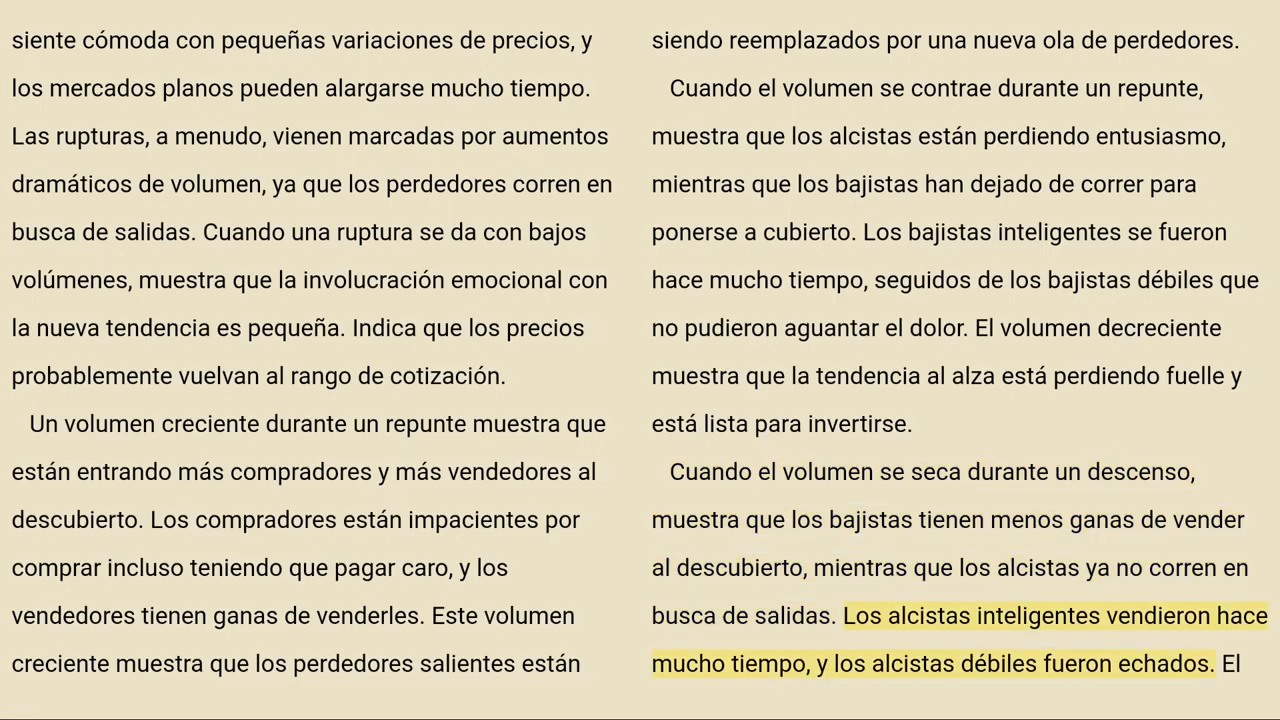 siente cómoda con pequeñas variaciones de precios, y
los mercados planos pueden alargarse mucho tiempo.
Las rupturas, a menudo, vienen marcadas por aumentos
dramáticos de volumen, ya que los perdedores corren en
busca de salidas. Cuando una ruptura se da con bajos
volúmenes, muestra que la involucración emocional con
la nueva tendencia es pequeña. Indica que los precios
probablemente vuelvan al rango de cotización.
Un volumen creciente durante un repunte muestra que
están entrando más compradores y más vendedores al
descubierto. Los compradores están impacientes por
comprar incluso teniendo que pagar caro, y los
vendedores tienen ganas de venderles. Este volumen
creciente muestra que los perdedores salientes están
siendo reemplazados por una nueva ola de perdedores.
Cuando el volumen se contrae durante un repunte,
muestra que los alcistas están perdiendo entusiasmo,
mientras que los bajistas han dejado de correr para
ponerse a cubierto. Los bajistas inteligentes se fueron
hace mucho tiempo, seguidos de los bajistas débiles que
no pudieron aguantar el dolor. El volumen decreciente
muestra que la tendencia al alza está perdiendo fuelle y
está lista para invertirse.
Cuando el volumen se seca durante un descenso,
muestra que los bajistas tienen menos ganas de vender
al descubierto, mientras que los alcistas ya no corren en
busca de salidas. Los alcistas inteligentes vendieron hace
mucho tiempo, y los alcistas débiles fueron echados. El